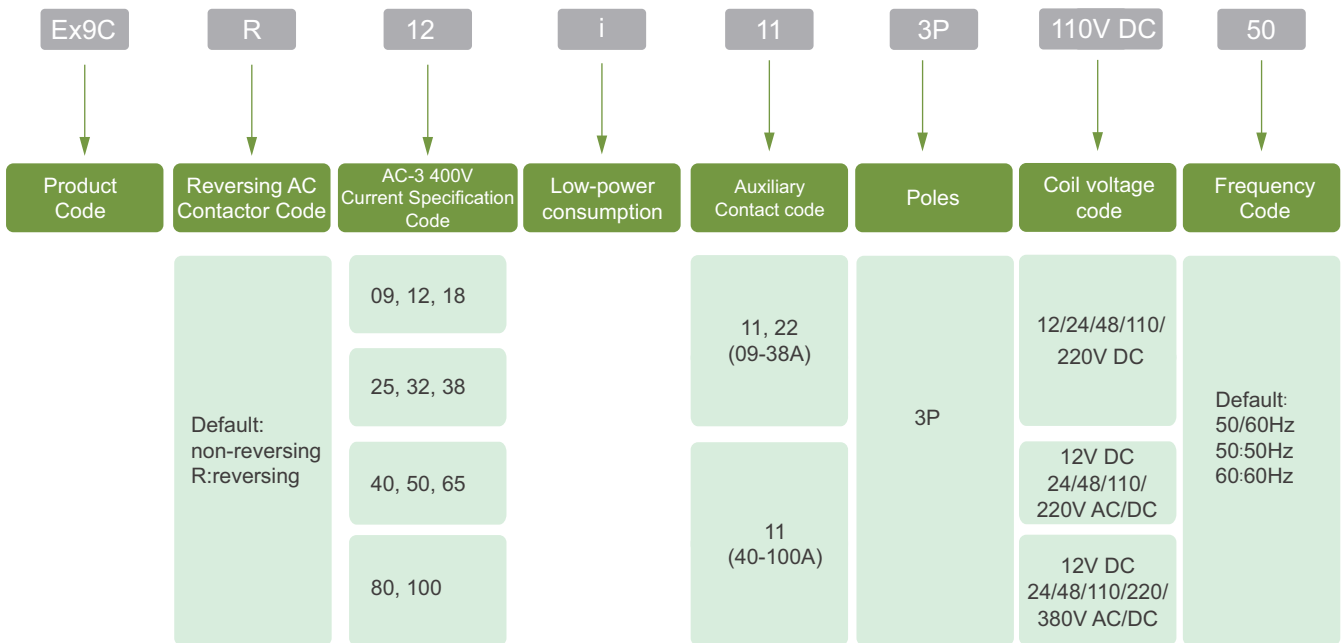 Ex9C
R
12
i
11
3P
110V DC
50
Product
Code
Reversing AC
Contactor Code
AC-3 400V
Current Specification
Code
Low-power
consumption
Auxiliary
Contact code
Poles
Coil voltage
code
Frequency
Code
Default:
non-reversing
R:reversing
09, 12, 18
25, 32, 38
40, 50, 65
80, 100
11, 22
(09-38A)
11
(40-100A)
3P
12/24/48/110/
220V DC
12V DC
24/48/110/
220V AC/DC
12V DC
24/48/110/220/
380V AC/DC
Default:
50/60Hz
50:50Hz
60:60Hz